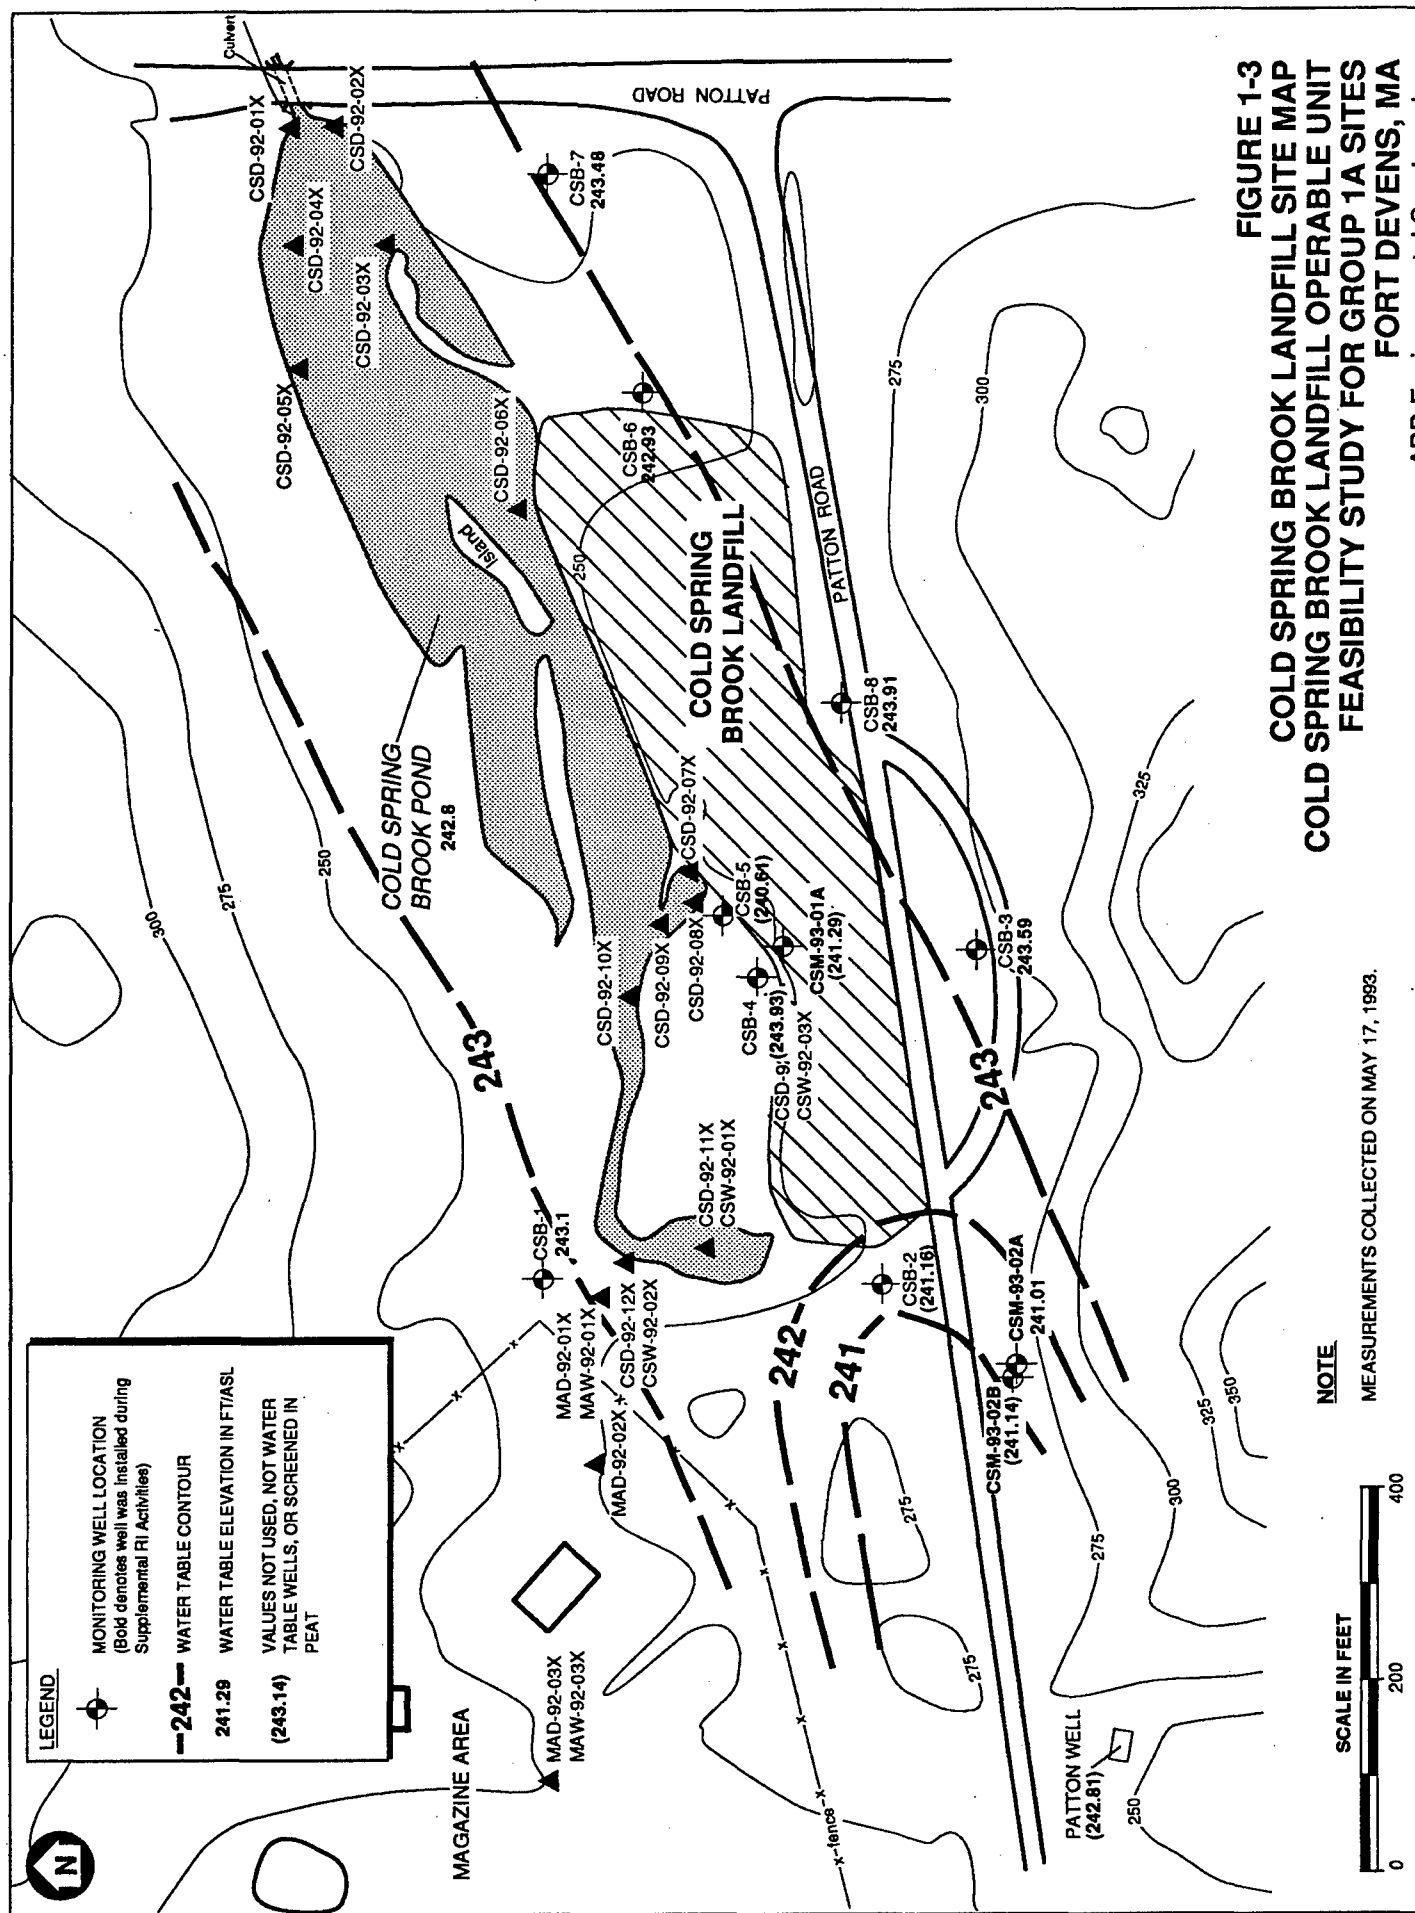 FIGURE 1-3
COLD SPRING BROOK LANDFILL SITE MAP
COLD SPRING BROOK LANDFILL OPERABLE UNIT
FEASIBILITY STUDY FOR GROUP 1A SITES
FORT DEVENS, MA
N
LEGEND
MONITORING WELL LOCATION
(Bold denotes well was installed during
Supplemental RI Activities)
242
WATER TABLE CONTOUR
241.29
WATER TABLE ELEVATION IN FT/ASL
(243.14)
VALUES NOT USED, NOT WATER
TABLE WELLS, OR SCREENED IN
PEAT
Culvert
CSD-92-01X
CSD-92-02X
CSD-92-04X
CSD-92-03X
CSD-92-05X
CSD-92-06X
PATTON ROAD
CSB-7
243.48
CSB-6
242.93
Island
250
COLD SPRING
BROOK POND
242.8
COLD SPRING
BROOK LANDFILL
PATTON ROAD
CSB-8
243.91
CSD-92-07X
CSB-5
(240.61)
CSM-93-01A
(241.29)
CSD-92-08X
CSD-92-09X
CSD-92-10X
CSB-4
(243.93)
CSD-9
CSW-92-03X
CSB-3
243.59
CSD-92-11X
CSW-92-01X
CSB-1
243.1
CSD-92-12X
CSW-92-02X
MAD-92-01X
MAW-92-01X
MAD-92-02X
MAD-92-03X
MAW-92-03X
MAGAZINE AREA
CSB-2
(241.16)
CSM-93-02A
241.01
CSM-93-02B
(241.14)
PATTON WELL
(242.81)
243
243
242
241
300
275
250
275
300
325
325
350
300
275
250
275
275
x-fence-x
NOTE
MEASUREMENTS COLLECTED ON MAY 17, 1993.
SCALE IN FEET
0
200
400